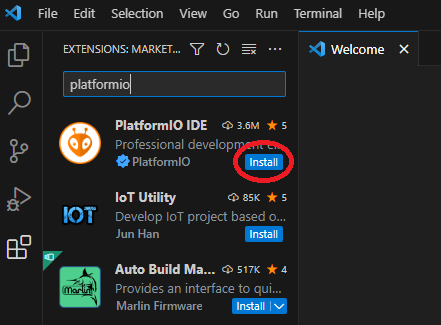 File Edit Selection View Go Run Terminal Help
EXTENSIONS: MARKET...
Welcome
platformio
PlatformIO IDE 3.6M 5
Professional development e...
PlatformIO Install
IoT Utility 85K 5
IOT
Develop IoT project based o...
Jun Han Install
Auto Build Ma... 517K 4
Marlin
Provides an interface to qui...
Marlin Firmware Install